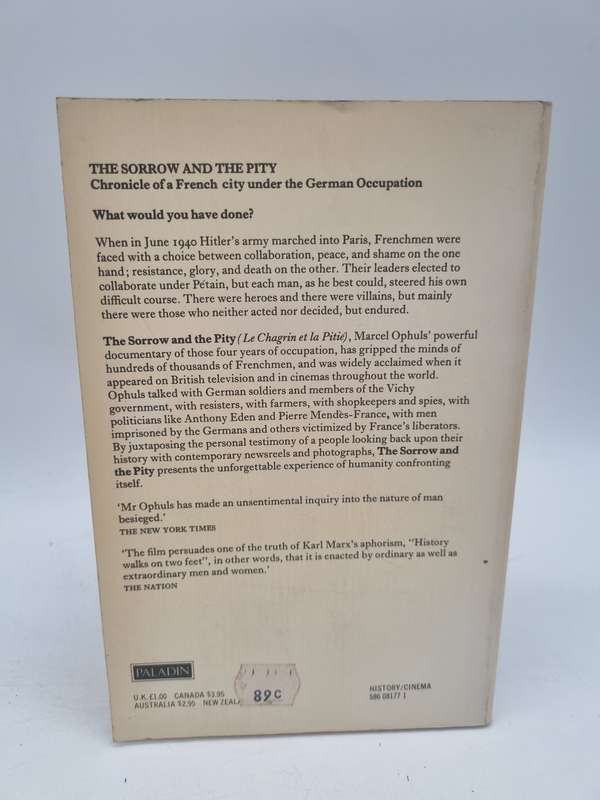 THE SORROW AND THE PITY
Chronicle of a French city under the German Occupation
What would you have done?
When in June 1940 Hitler's army marched into Paris, Frenchmen were
faced with a choice between collaboration, peace, and shame on the one
hand; resistance, glory, and death on the other. Their leaders elected to
collaborate under Pétain, but each man, as he best could, steered his own
difficult course. There were heroes and there were villains, but mainly
there were those who neither acted nor decided, but endured.
The Sorrow and the Pity (Le Chagrin et la Pitié), Marcel Ophuls' powerful
documentary of those four years of occupation, has gripped the minds of
hundreds of thousands of Frenchmen, and was widely acclaimed when it
appeared on British television and in cinemas throughout the world.
Ophuls talked with German soldiers and members of the Vichy
government, with resisters, with farmers, with shopkeepers and spies, with
politicians like Anthony Eden and Pierre Mendès-France, with men
imprisoned by the Germans and others victimized by France's liberators.
By juxtaposing the personal testimony of a people looking back upon their
history with contemporary newsreels and photographs, The Sorrow and
the Pity presents the unforgettable experience of humanity confronting
itself.
'Mr Ophuls has made an unsentimental inquiry into the nature of man
besieged.'
THE NEW YORK TIMES
'The film persuades one of the truth of Karl Marx's aphorism, "History
walks on two feet", in other words, that it is enacted by ordinary as well as
extraordinary men and women.'
THE NATION
PALADIN
U.K. £1.00 CANADA $3.95
AUSTRALIA $2.95 NEW ZEAL
89c
HISTORY/CINEMA
586 08177 1